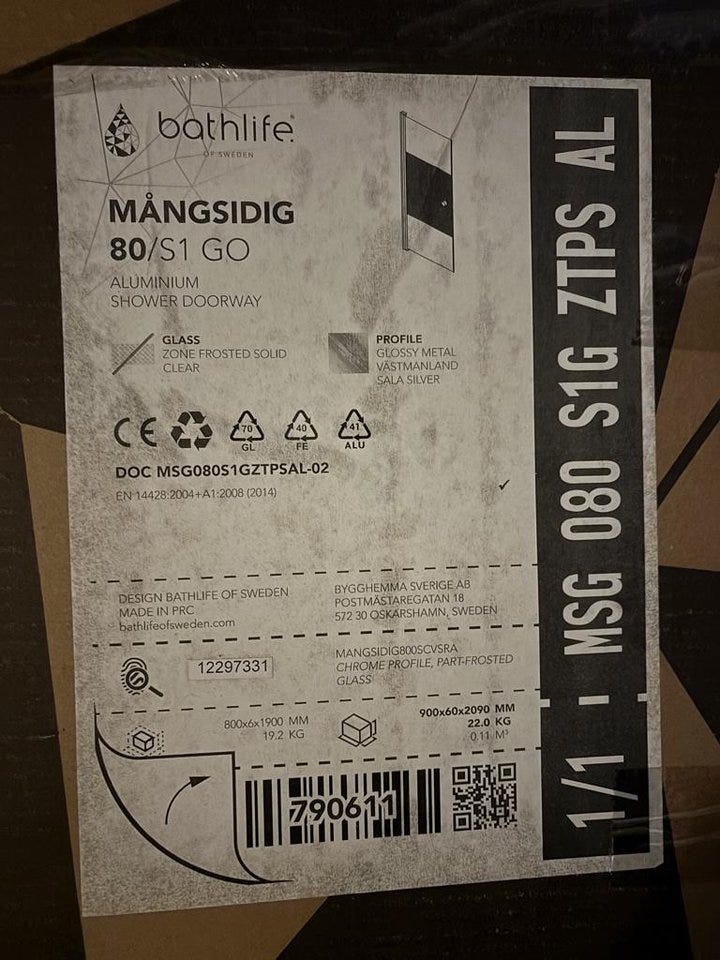 bathlife
OF SWEDEN
MÅNGSIDIG
80/S1 GO
ALUMINIUM
SHOWER DOORWAY
GLASS
ZONE FROSTED SOLID
CLEAR
PROFILE
GLOSSY METAL
VÄSTMANLAND
SALA SILVER
CE
70
GL
40
FE
41
ALU
DOC MSG080S1GZTPSAL-02
EN 14428:2004+A1:2008 (2014)
DESIGN BATHLIFE OF SWEDEN
MADE IN PRC
bathlifeofsweden.com
BYGGHEMMA SVERIGE AB
POSTMÄSTAREGATAN 18
572 30 OSKARSHAMN, SWEDEN
12297331
MANGSIDIG800SCVSRA
CHROME PROFILE, PART-FROSTED
GLASS
800x6x1900 MM
19.2 KG
900x60x2090 MM
22.0 KG
0.11 M³
790611
1/1 – MSG 080 S1G ZTPS AL